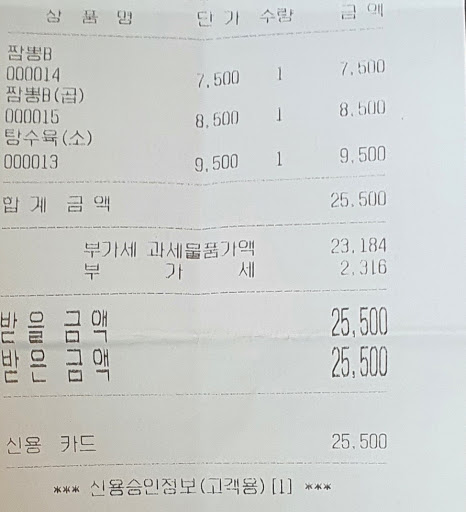 상 품 명 단 가 수량 금 액
짬뽕B
000014 7,500 1 7,500
짬뽕B(곱)
000015 8,500 1 8,500
탕수육(소)
000013 9,500 1 9,500
합 계 금 액 25,500
부가세 과세물품가액 23,184
부 가 세 2,316
받 을 금 액 25,500
받 은 금 액 25,500
신용 카드 25,500
*** 신용승인정보(고객용)[1] ***